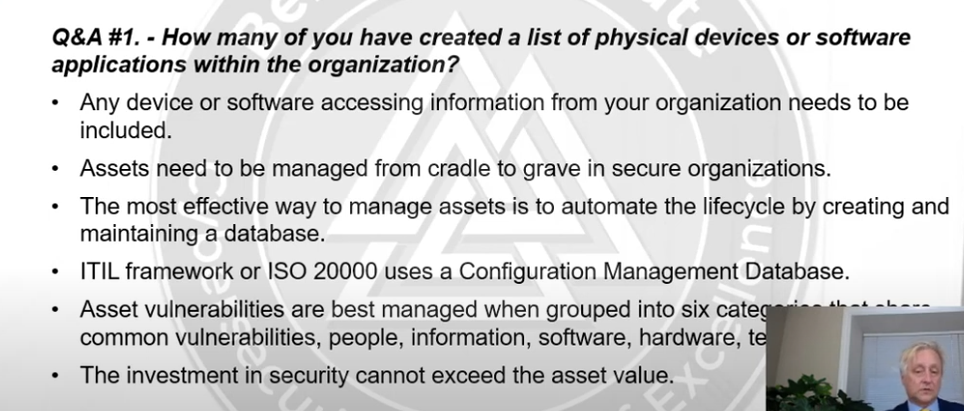 Q&A #1. - How many of you have created a list of physical devices or software
applications within the organization?
• Any device or software accessing information from your organization needs to be
included.
• Assets need to be managed from cradle to grave in secure organizations.
• The most effective way to manage assets is to automate the lifecycle by creating and
maintaining a database.
• ITIL framework or ISO 20000 uses a Configuration Management Database.
• Asset vulnerabilities are best managed when grouped into six categories that share
common vulnerabilities, people, information, software, hardware, te
• The investment in security cannot exceed the asset value.